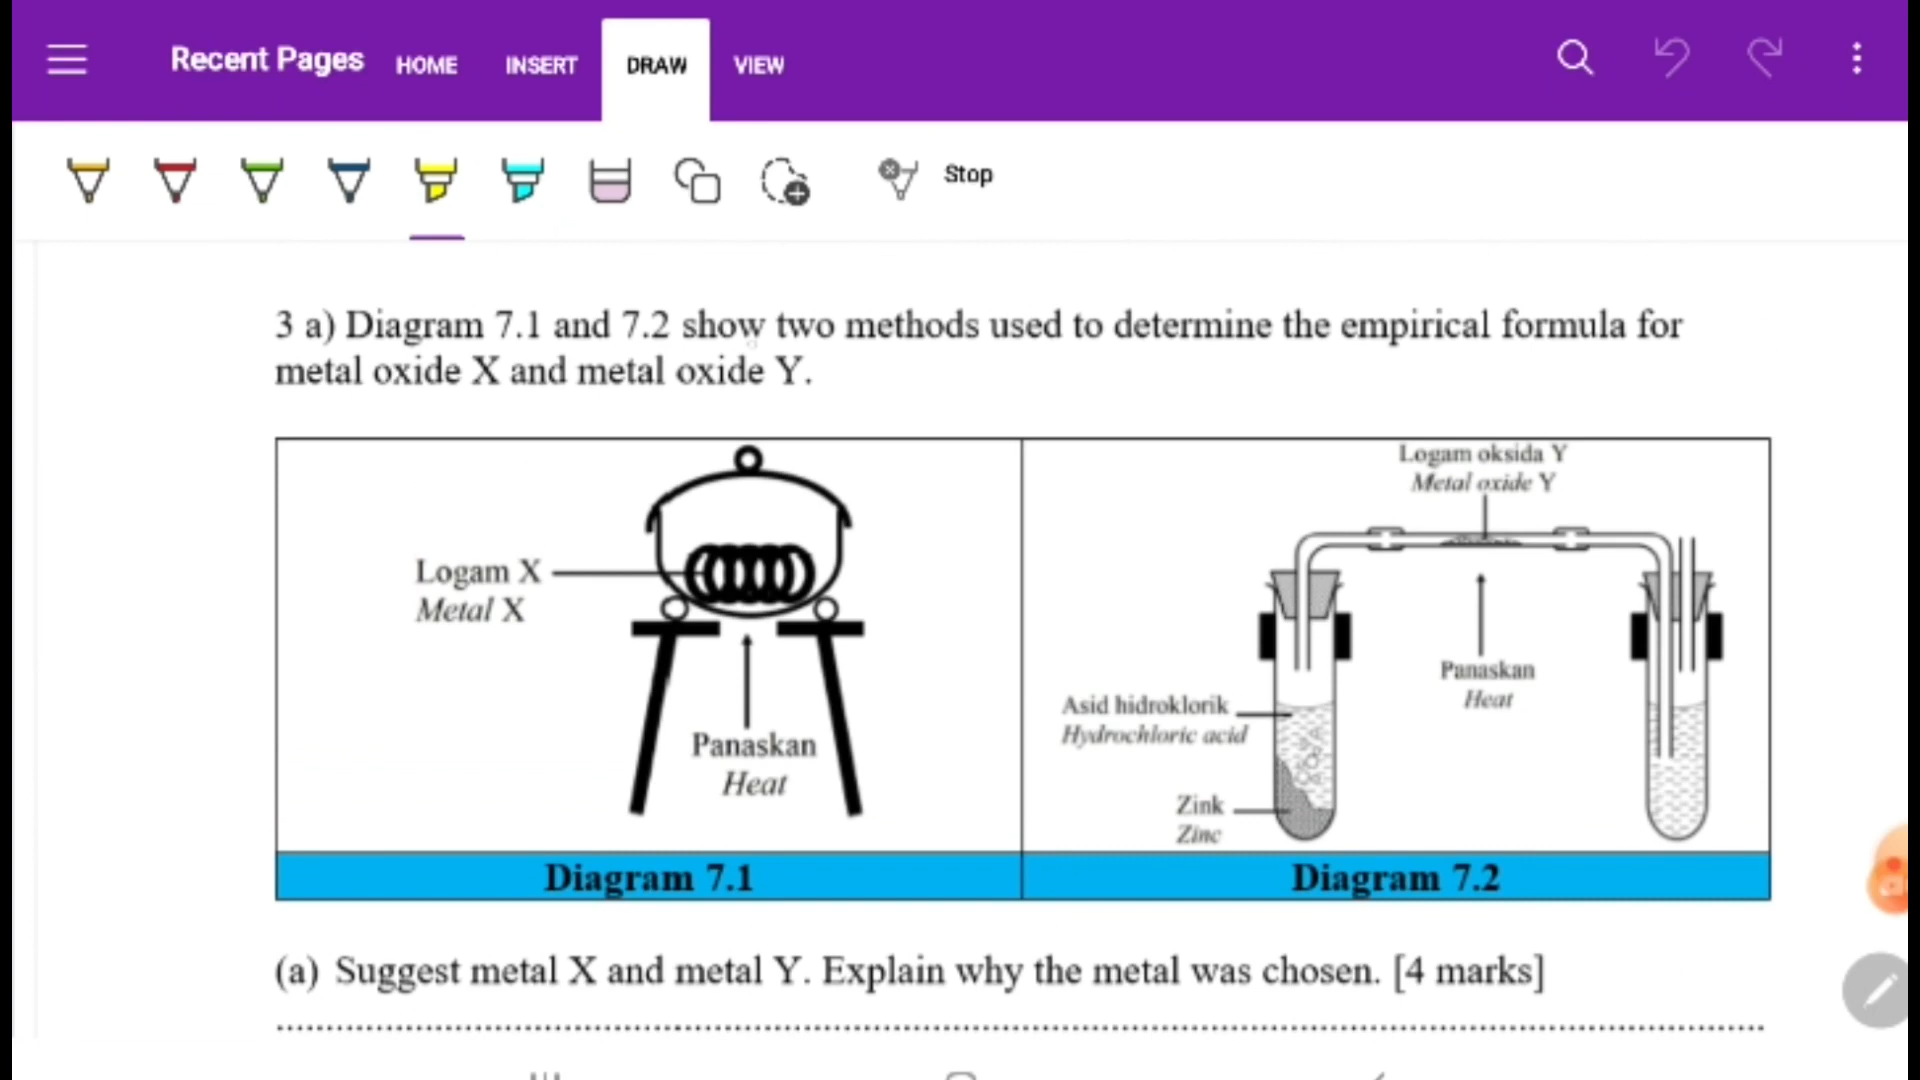 Recent Pages HOME INSERT DRAW VIEW
Stop
3 a) Diagram 7.1 and 7.2 show two methods used to determine the empirical formula for
metal oxide X and metal oxide Y.
Logam X
Metal X
Panaskan
Heat
Logam oksida Y
Metal oxide Y
Panaskan
Heat
Asid hidroklorik
Hydrochloric acid
Zink
Zinc
Diagram 7.1
Diagram 7.2
(a) Suggest metal X and metal Y. Explain why the metal was chosen. [4 marks]